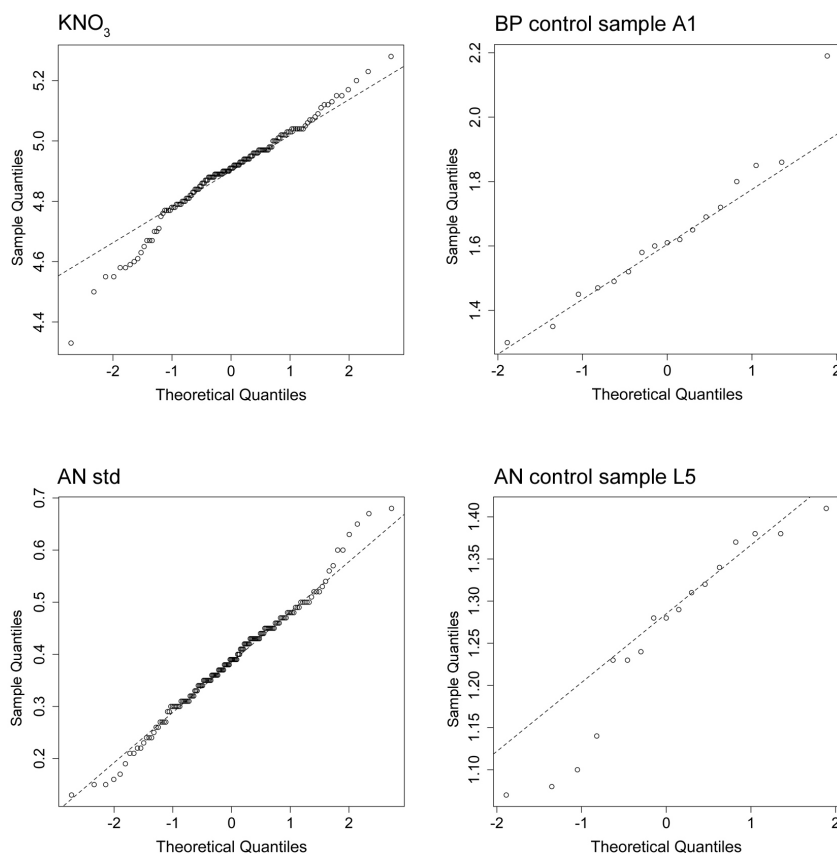 KNO3
5.2
5.0
4.8
4.6
4.4
Sample Quantiles
-2 -1 0 1 2
Theoretical Quantiles
BP control sample A1
2.2
2.0
1.8
1.6
1.4
Sample Quantiles
-2 -1 0 1 2
Theoretical Quantiles
AN std
0.7
0.6
0.5
0.4
0.3
0.2
Sample Quantiles
-2 -1 0 1 2
Theoretical Quantiles
AN control sample L5
1.40
1.35
1.30
1.25
1.20
1.15
1.10
Sample Quantiles
-2 -1 0 1 2
Theoretical Quantiles